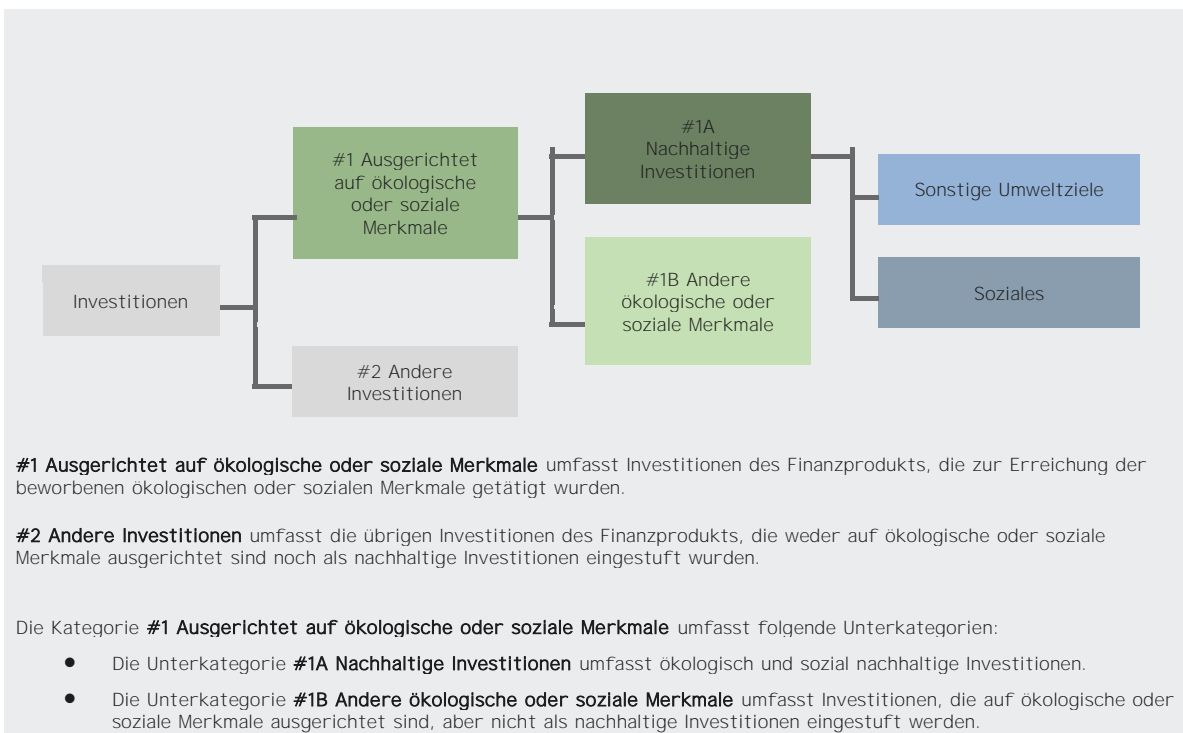 #1A
Nachhaltige
Investitionen
#1 Ausgerichtet
auf ökologische
oder soziale
Merkmale
Sonstige Umweltziele
#1B Andere
ökologische oder
soziale Merkmale
Soziales
Investitionen
#2 Andere
Investitionen
#1 Ausgerichtet auf ökologische oder soziale Merkmale umfasst Investitionen des Finanzprodukts, die zur Erreichung der
beworbenen ökologischen oder sozialen Merkmale getätigt wurden.
#2 Andere Investitionen umfasst die übrigen Investitionen des Finanzprodukts, die weder auf ökologische oder soziale
Merkmale ausgerichtet sind noch als nachhaltige Investitionen eingestuft wurden.
Die Kategorie #1 Ausgerichtet auf ökologische oder soziale Merkmale umfasst folgende Unterkategorien:
● Die Unterkategorie #1A Nachhaltige Investitionen umfasst ökologisch und sozial nachhaltige Investitionen.
● Die Unterkategorie #1B Andere ökologische oder soziale Merkmale umfasst Investitionen, die auf ökologische oder
soziale Merkmale ausgerichtet sind, aber nicht als nachhaltige Investitionen eingestuft werden.